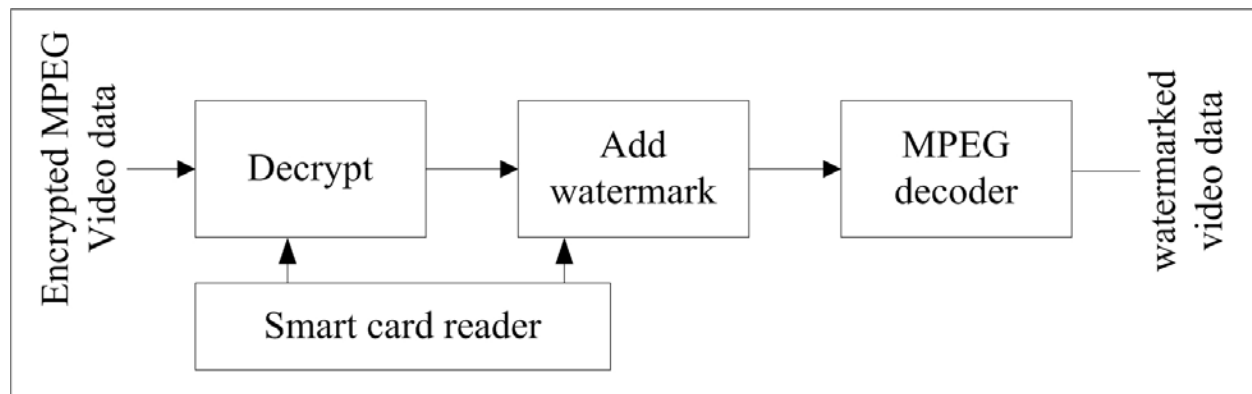 Encrypted MPEG
Video data
Decrypt
Add
watermark
MPEG
decoder
watermarked
video data
Smart card reader